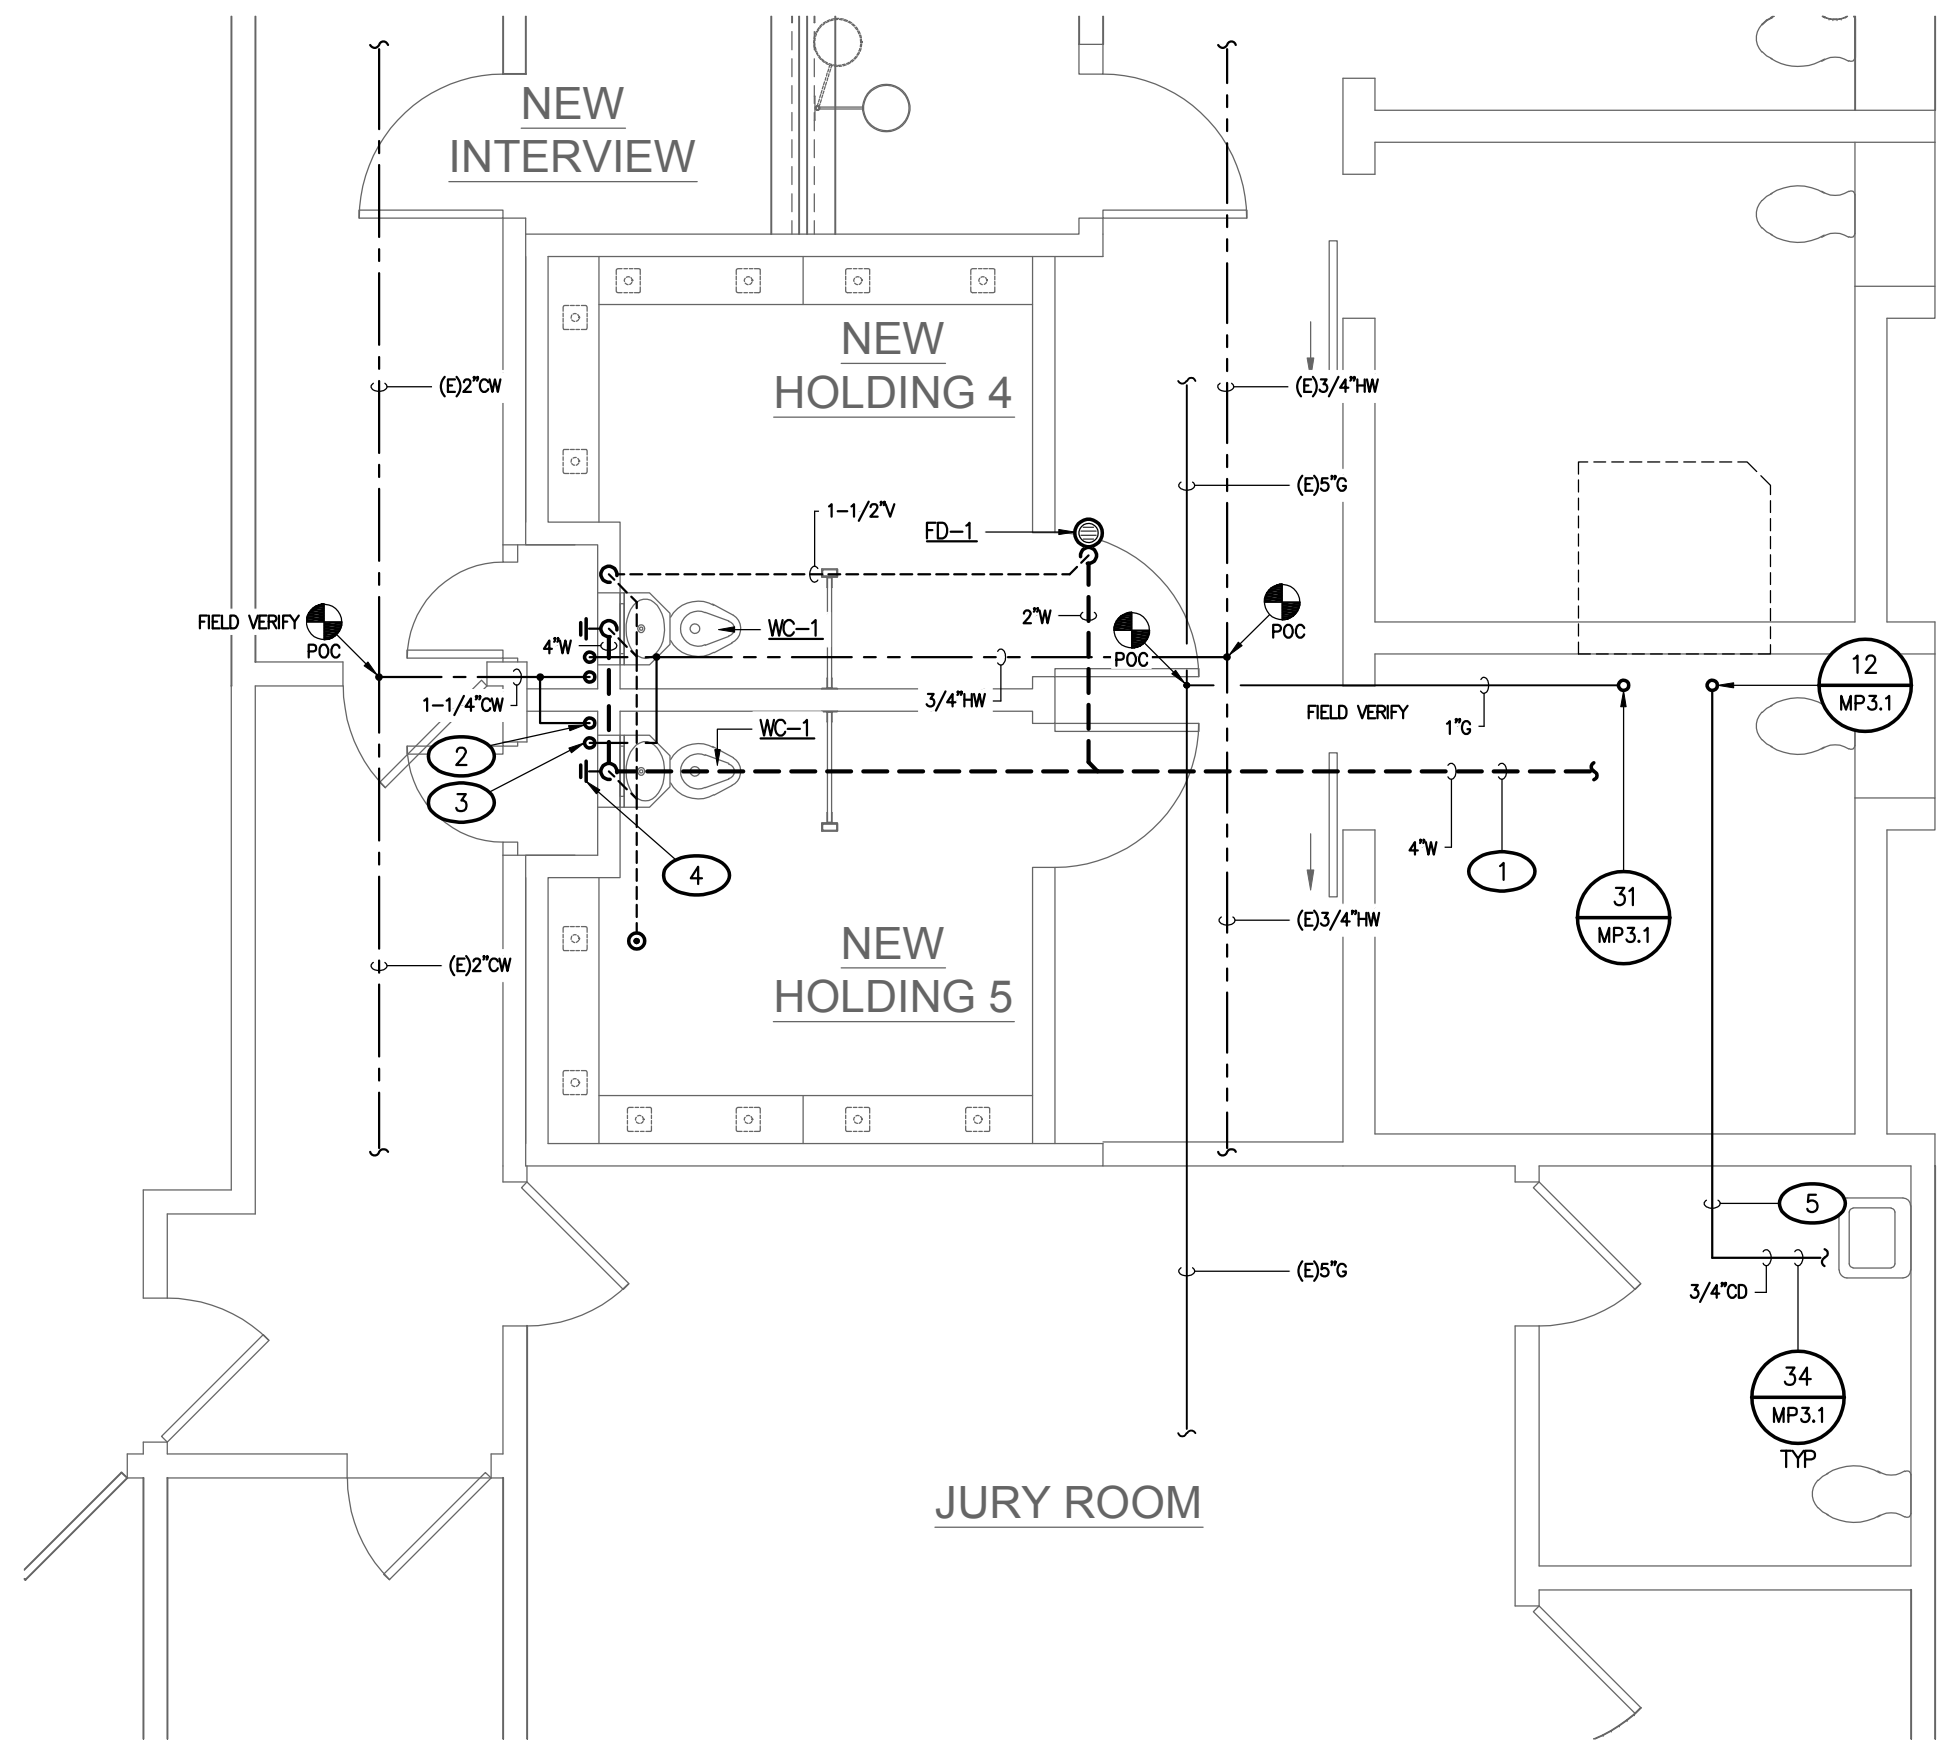 NEW
INTERVIEW
NEW
HOLDING 4
(E)2"CW
(E)3/4"HW
(E)5"G
1-1/2"V
FD-1
FIELD VERIFY
POC
4"W
WC-1
2"W
POC
POC
12
MP3.1
1-1/4"CW
3/4"HW
FIELD VERIFY
1"G
WC-1
2
3
4
4"W
1
31
MP3.1
(E)3/4"HW
(E)2"CW
NEW
HOLDING 5
5
(E)5"G
3/4"CD
34
MP3.1
TYP
JURY ROOM